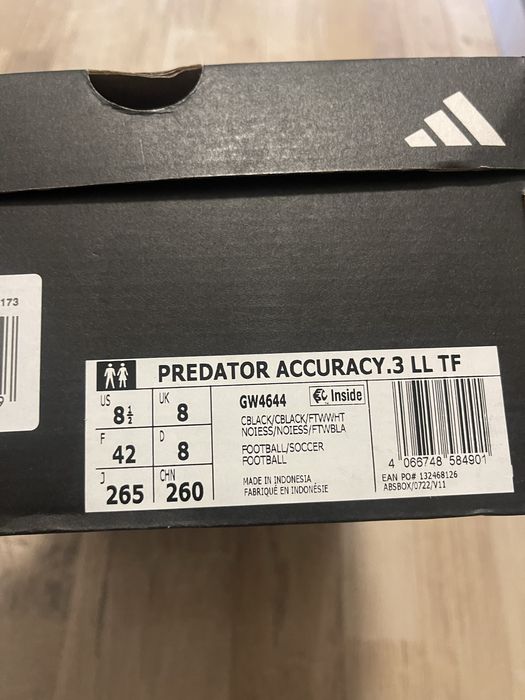 173
9
PREDATOR ACCURACY.3 LL TF
US 8½ UK 8
F 42 D 8
J 265 CHN 260
GW4644 Inside
CBLACK/CBLACK/FTWWHT
NOIESS/NOIESS/FTWBLA
FOOTBALL/SOCCER
FOOTBALL
MADE IN INDONESIA
FABRIQUÉ EN INDONÉSIE
4 066748 584901
EAN PO# 132468126
ABSBOX/0722/V11